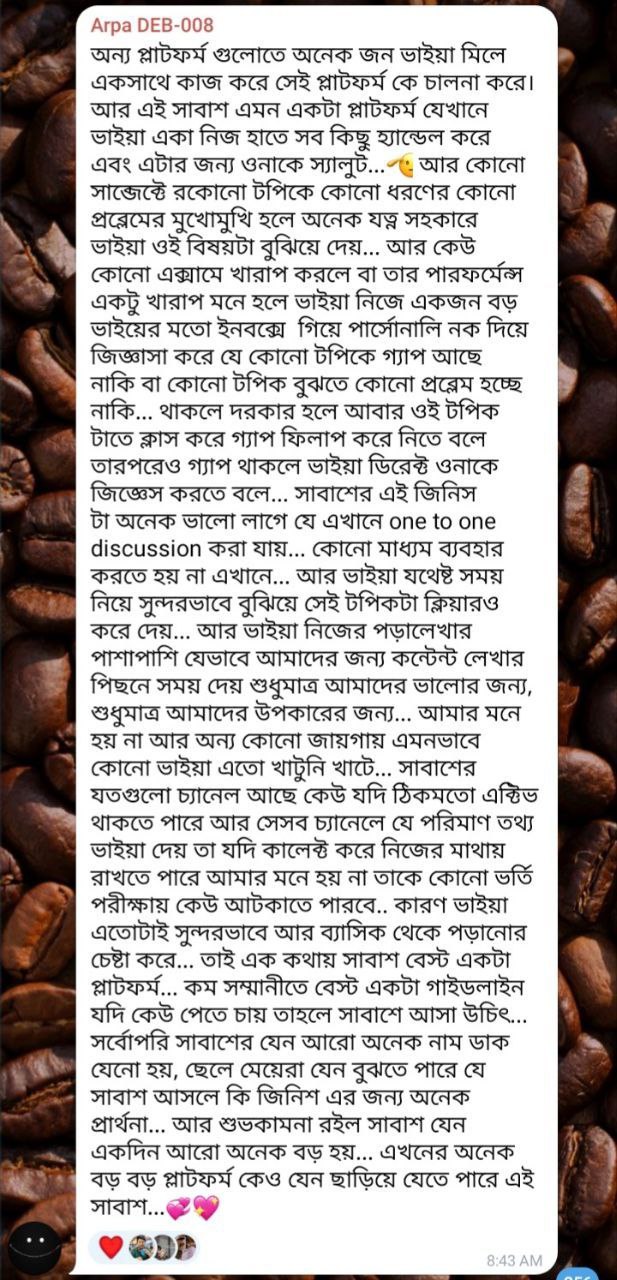 Arpa DEB-008
অন্য প্লাটফর্ম গুলোতে অনেক জন ভাইয়া মিলে
একসাথে কাজ করে সেই প্লাটফর্ম কে চালনা করে।
আর এই সাবাশ এমন একটা প্লাটফর্ম যেখানে
ভাইয়া একা নিজ হাতে সব কিছু হ্যান্ডেল করে
এবং এটার জন্য ওনাকে স্যালুট...🫡 আর কোনো
সাব্জেক্টে রকোনো টপিকে কোনো ধরণের কোনো
প্রব্লেমের মুখোমুখি হলে অনেক যত্ন সহকারে
ভাইয়া ওই বিষয়টা বুঝিয়ে দেয়... আর কেউ
কোনো এক্সামে খারাপ করলে বা তার পারফর্মেন্স
একটু খারাপ মনে হলে ভাইয়া নিজে একজন বড়
ভাইয়ের মতো ইনবক্সে গিয়ে পার্সোনালি নক দিয়ে
জিজ্ঞাসা করে যে কোনো টপিকে গ্যাপ আছে
নাকি বা কোনো টপিক বুঝতে কোনো প্রব্লেম হচ্ছে
নাকি... থাকলে দরকার হলে আবার ওই টপিক
টাতে ক্লাস করে গ্যাপ ফিলাপ করে নিতে বলে
তারপরেও গ্যাপ থাকলে ভাইয়া ডিরেক্ট ওনাকে
জিজ্ঞেস করতে বলে... সাবাশের এই জিনিস
টা অনেক ভালো লাগে যে এখানে one to one
discussion করা যায়... কোনো মাধ্যম ব্যবহার
করতে হয় না এখানে... আর ভাইয়া যথেষ্ট সময়
নিয়ে সুন্দরভাবে বুঝিয়ে সেই টপিকটা ক্লিয়ারও
করে দেয়... আর ভাইয়া নিজের পড়ালেখার
পাশাপাশি যেভাবে আমাদের জন্য কন্টেন্ট লেখার
পিছনে সময় দেয় শুধুমাত্র আমাদের ভালোর জন্য,
শুধুমাত্র আমাদের উপকারের জন্য... আমার মনে
হয় না আর অন্য কোনো জায়গায় এমনভাবে
কোনো ভাইয়া এতো খাটুনি খাটে... সাবাশের
যতগুলো চ্যানেল আছে কেউ যদি ঠিকমতো এক্টিভ
থাকতে পারে আর সেসব চ্যানেলে যে পরিমাণ তথ্য
ভাইয়া দেয় তা যদি কালেক্ট করে নিজের মাথায়
রাখতে পারে আমার মনে হয় না তাকে কোনো ভর্তি
পরীক্ষায় কেউ আটকাতে পারবে.. কারণ ভাইয়া
এতোটাই সুন্দরভাবে আর ব্যাসিক থেকে পড়ানোর
চেষ্টা করে... তাই এক কথায় সাবাশ বেস্ট একটা
প্লাটফর্ম... কম সম্মানীতে বেস্ট একটা গাইডলাইন
যদি কেউ পেতে চায় তাহলে সাবাশে আসা উচিৎ...
সর্বোপরি সাবাশের যেন আরো অনেক নাম ডাক
যেনো হয়, ছেলে মেয়েরা যেন বুঝতে পারে যে
সাবাশ আসলে কি জিনিশ এর জন্য অনেক
প্রার্থনা... আর শুভকামনা রইল সাবাশ যেন
একদিন আরো অনেক বড় হয়... এখনের অনেক
বড় বড় প্লাটফর্ম কেও যেন ছাড়িয়ে যেতে পারে এই
সাবাশ...💞💖
8:43 AM